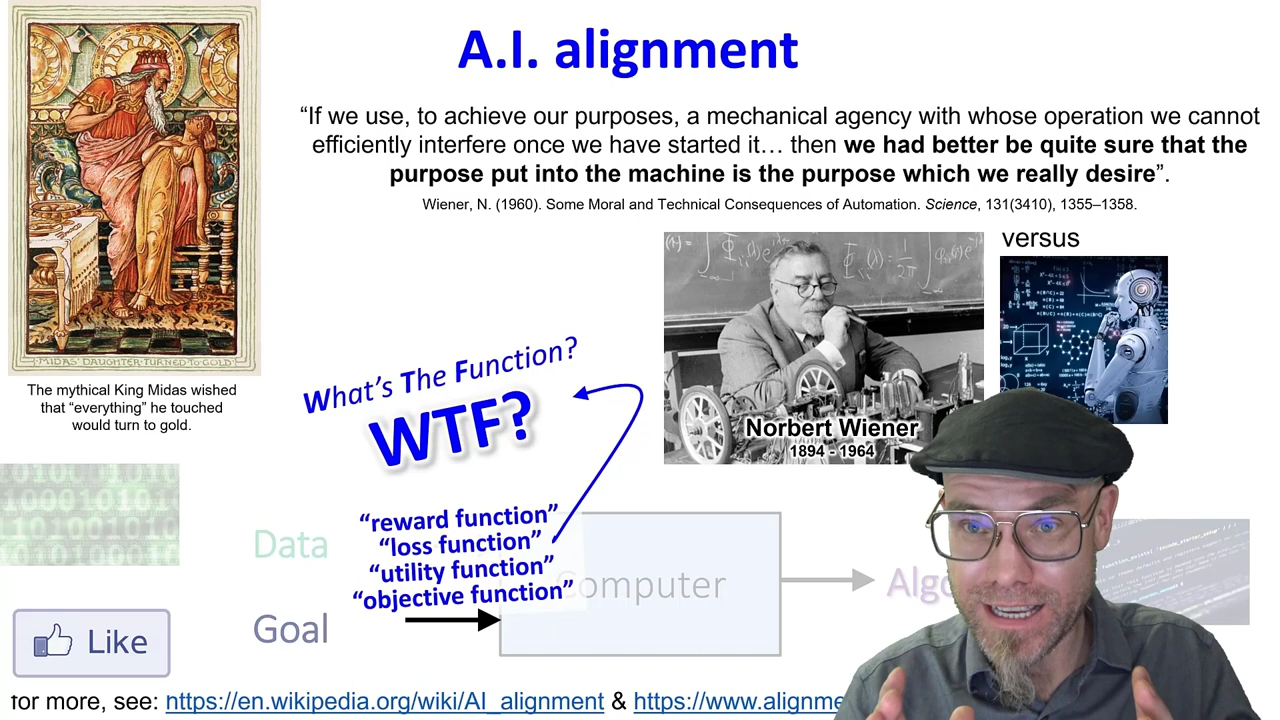 A.I. alignment
“If we use, to achieve our purposes, a mechanical agency with whose operation we cannot
efficiently interfere once we have started it… then we had better be quite sure that the
purpose put into the machine is the purpose which we really desire”.
Wiener, N. (1960). Some Moral and Technical Consequences of Automation. Science, 131(3410), 1355–1358.
versus
MIDAS' DAUGHTER TURNED TO GOLD
The mythical King Midas wished
that “everything” he touched
would turn to gold.
What’s The Function?
WTF?
Norbert Wiener
1894 - 1964
“reward function”
“loss function”
“utility function”
“objective function”
Data
Computer
Goal
Like
for more, see: https://en.wikipedia.org/wiki/AI_alignment & https://www.alignme